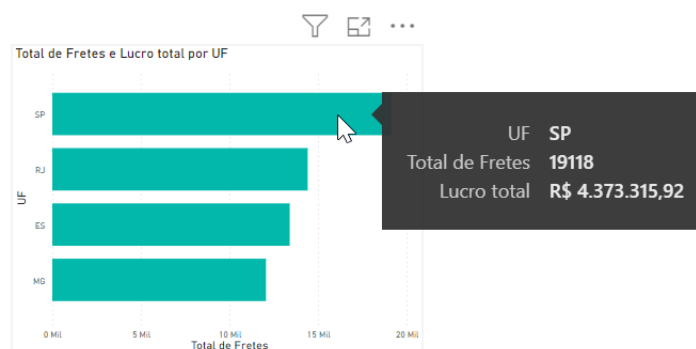 Total de Fretes e Lucro total por UF
SP
RJ
ES
MG
UF
0 Mil 5 Mil 10 Mil 15 Mil 20 Mil
Total de Fretes
UF SP
Total de Fretes 19118
Lucro total R$ 4.373.315,92